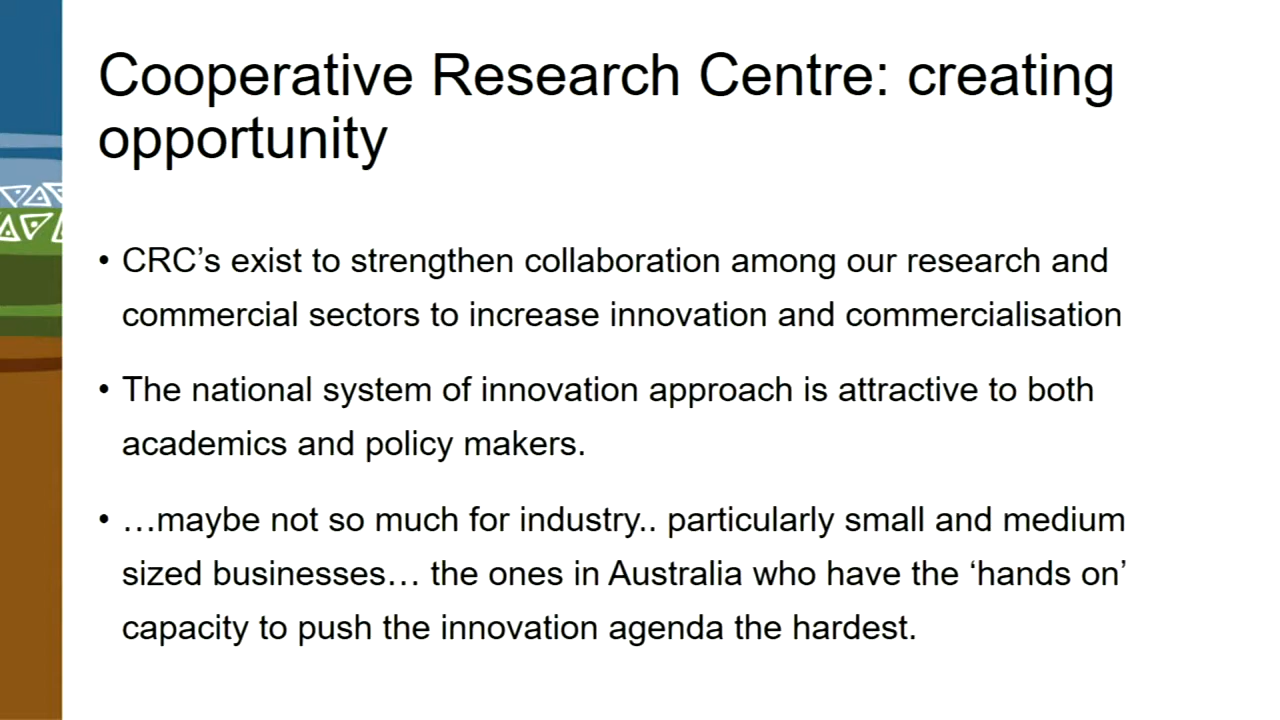 Cooperative Research Centre: creating
opportunity
• CRC’s exist to strengthen collaboration among our research and
commercial sectors to increase innovation and commercialisation
• The national system of innovation approach is attractive to both
academics and policy makers.
• …maybe not so much for industry.. particularly small and medium
sized businesses… the ones in Australia who have the ‘hands on’
capacity to push the innovation agenda the hardest.